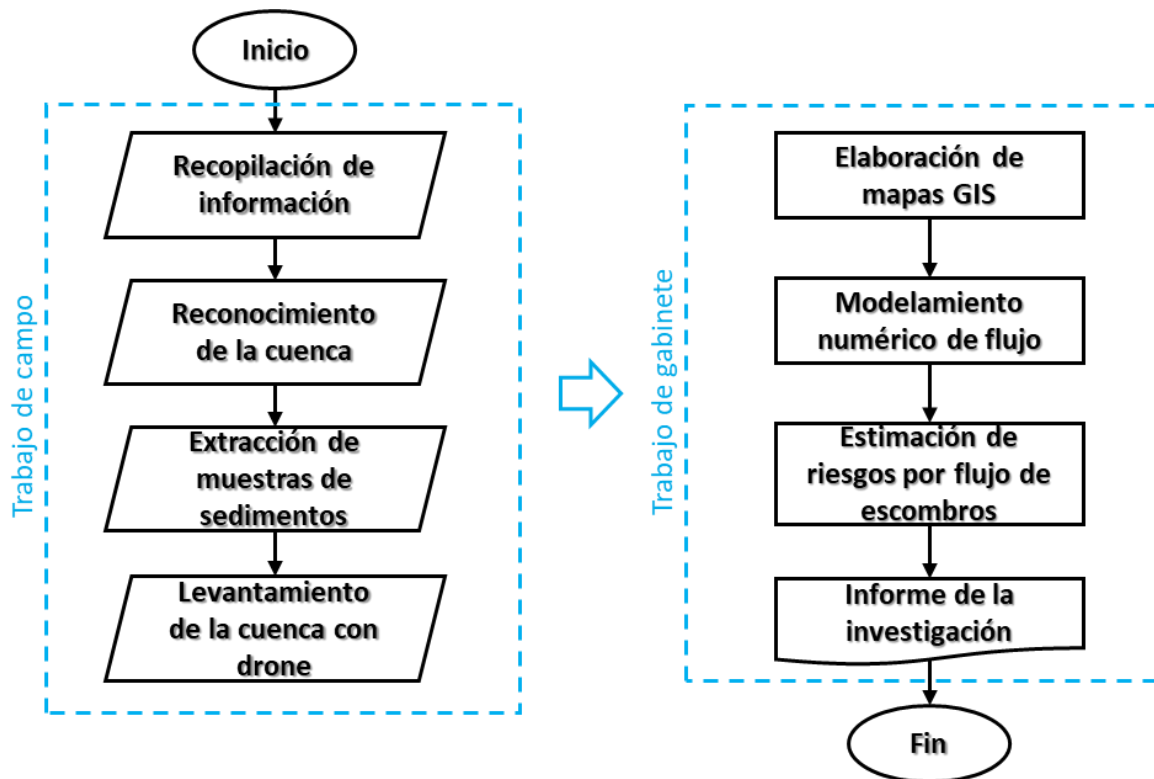 Inicio
Trabajo de campo
Recopilación de
información
Reconocimiento
de la cuenca
Extracción de
muestras de
sedimentos
Levantamiento
de la cuenca con
drone
Trabajo de gabinete
Elaboración de
mapas GIS
Modelamiento
numérico de flujo
Estimación de
riesgos por flujo de
escombros
Informe de la
investigación
Fin